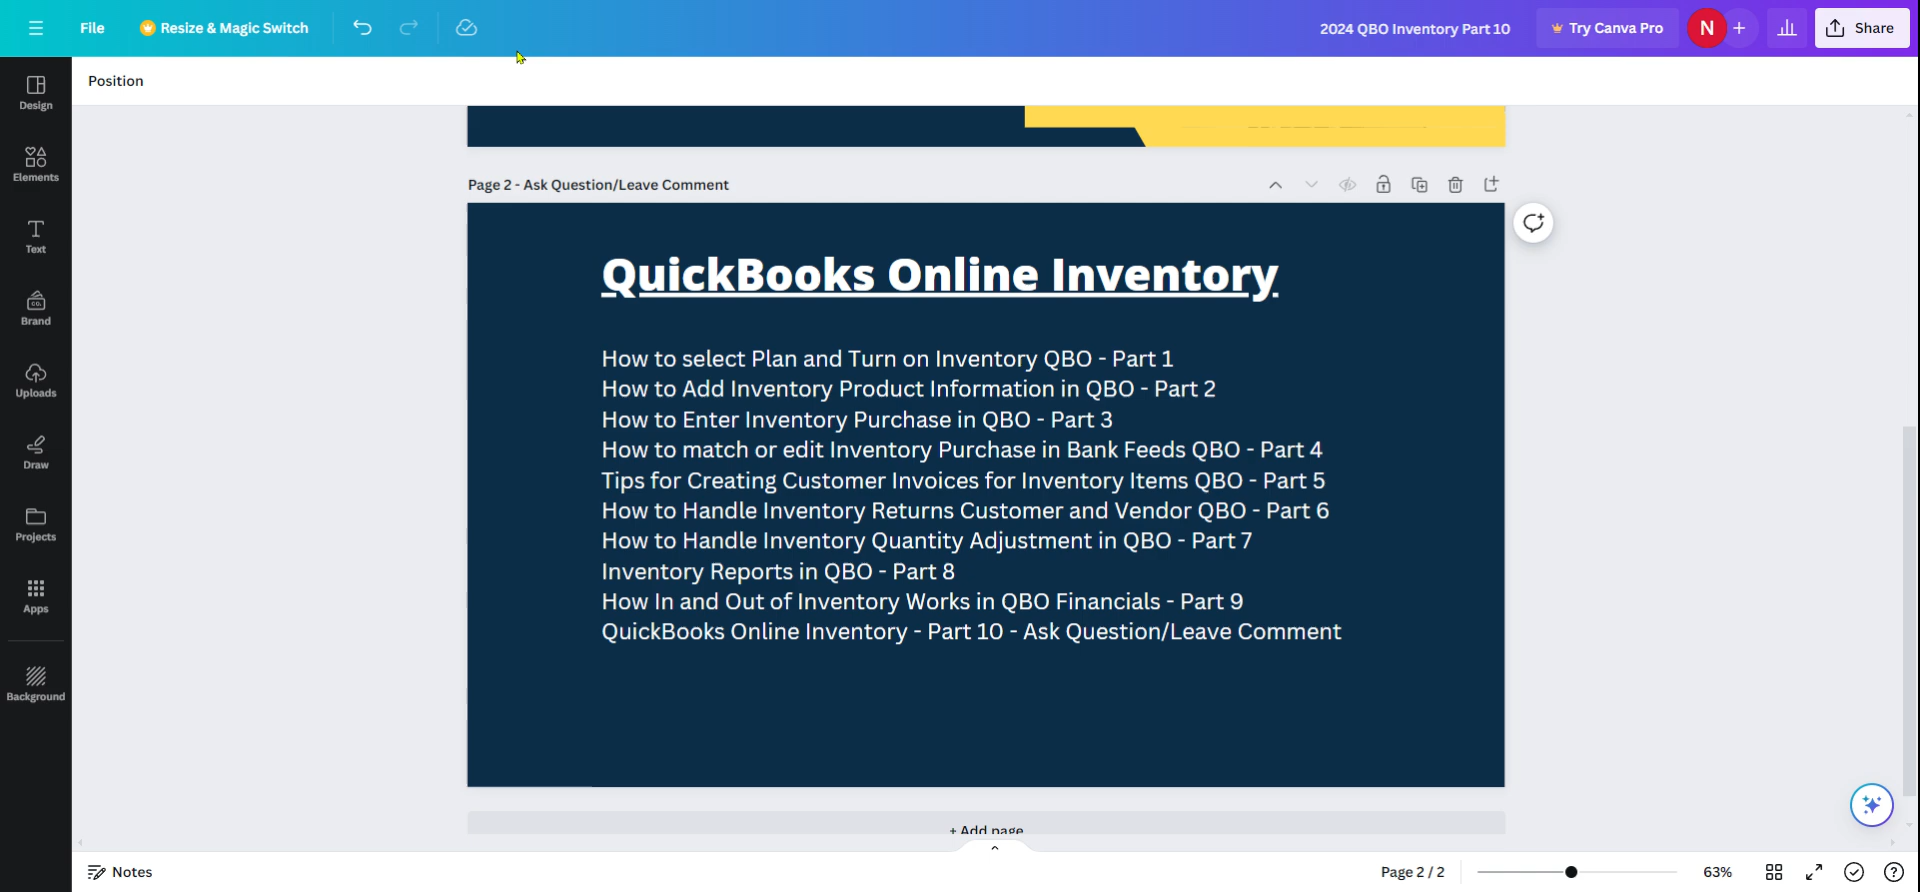 File
Resize & Magic Switch
2024 QBO Inventory Part 10
Try Canva Pro
N
Share
Design
Elements
Text
CO.
Brand
Uploads
Draw
Projects
Apps
Background
Position
Page 2 - Ask Question/Leave Comment
QuickBooks Online Inventory
How to select Plan and Turn on Inventory QBO - Part 1
How to Add Inventory Product Information in QBO - Part 2
How to Enter Inventory Purchase in QBO - Part 3
How to match or edit Inventory Purchase in Bank Feeds QBO - Part 4
Tips for Creating Customer Invoices for Inventory Items QBO - Part 5
How to Handle Inventory Returns Customer and Vendor QBO - Part 6
How to Handle Inventory Quantity Adjustment in QBO - Part 7
Inventory Reports in QBO - Part 8
How In and Out of Inventory Works in QBO Financials - Part 9
QuickBooks Online Inventory - Part 10 - Ask Question/Leave Comment
+ Add page
Notes
Page 2 / 2
63%